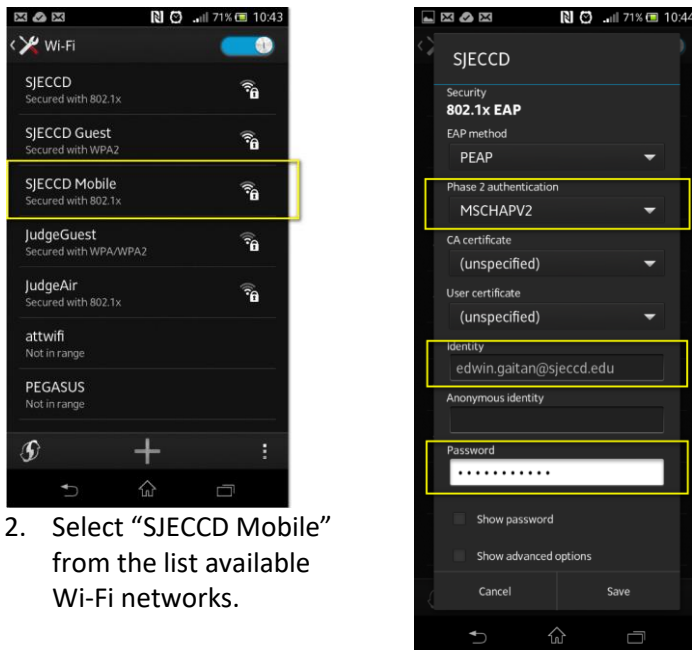 71% 10:43
Wi-Fi
SJECCD
Secured with 802.1x
SJECCD Guest
Secured with WPA2
SJECCD Mobile
Secured with 802.1x
JudgeGuest
Secured with WPA/WPA2
JudgeAir
Secured with 802.1x
attwifi
Not in range
PEGASUS
Not in range
2. Select “SJECCD Mobile”
from the list available
Wi-Fi networks.
71% 10:44
SJECCD
Security
802.1x EAP
EAP method
PEAP
Phase 2 authentication
MSCHAPV2
CA certificate
(unspecified)
User certificate
(unspecified)
Identity
edwin.gaitan@sjeccd.edu
Anonymous identity
Password
•••••••••••
Show password
Show advanced options
Cancel Save